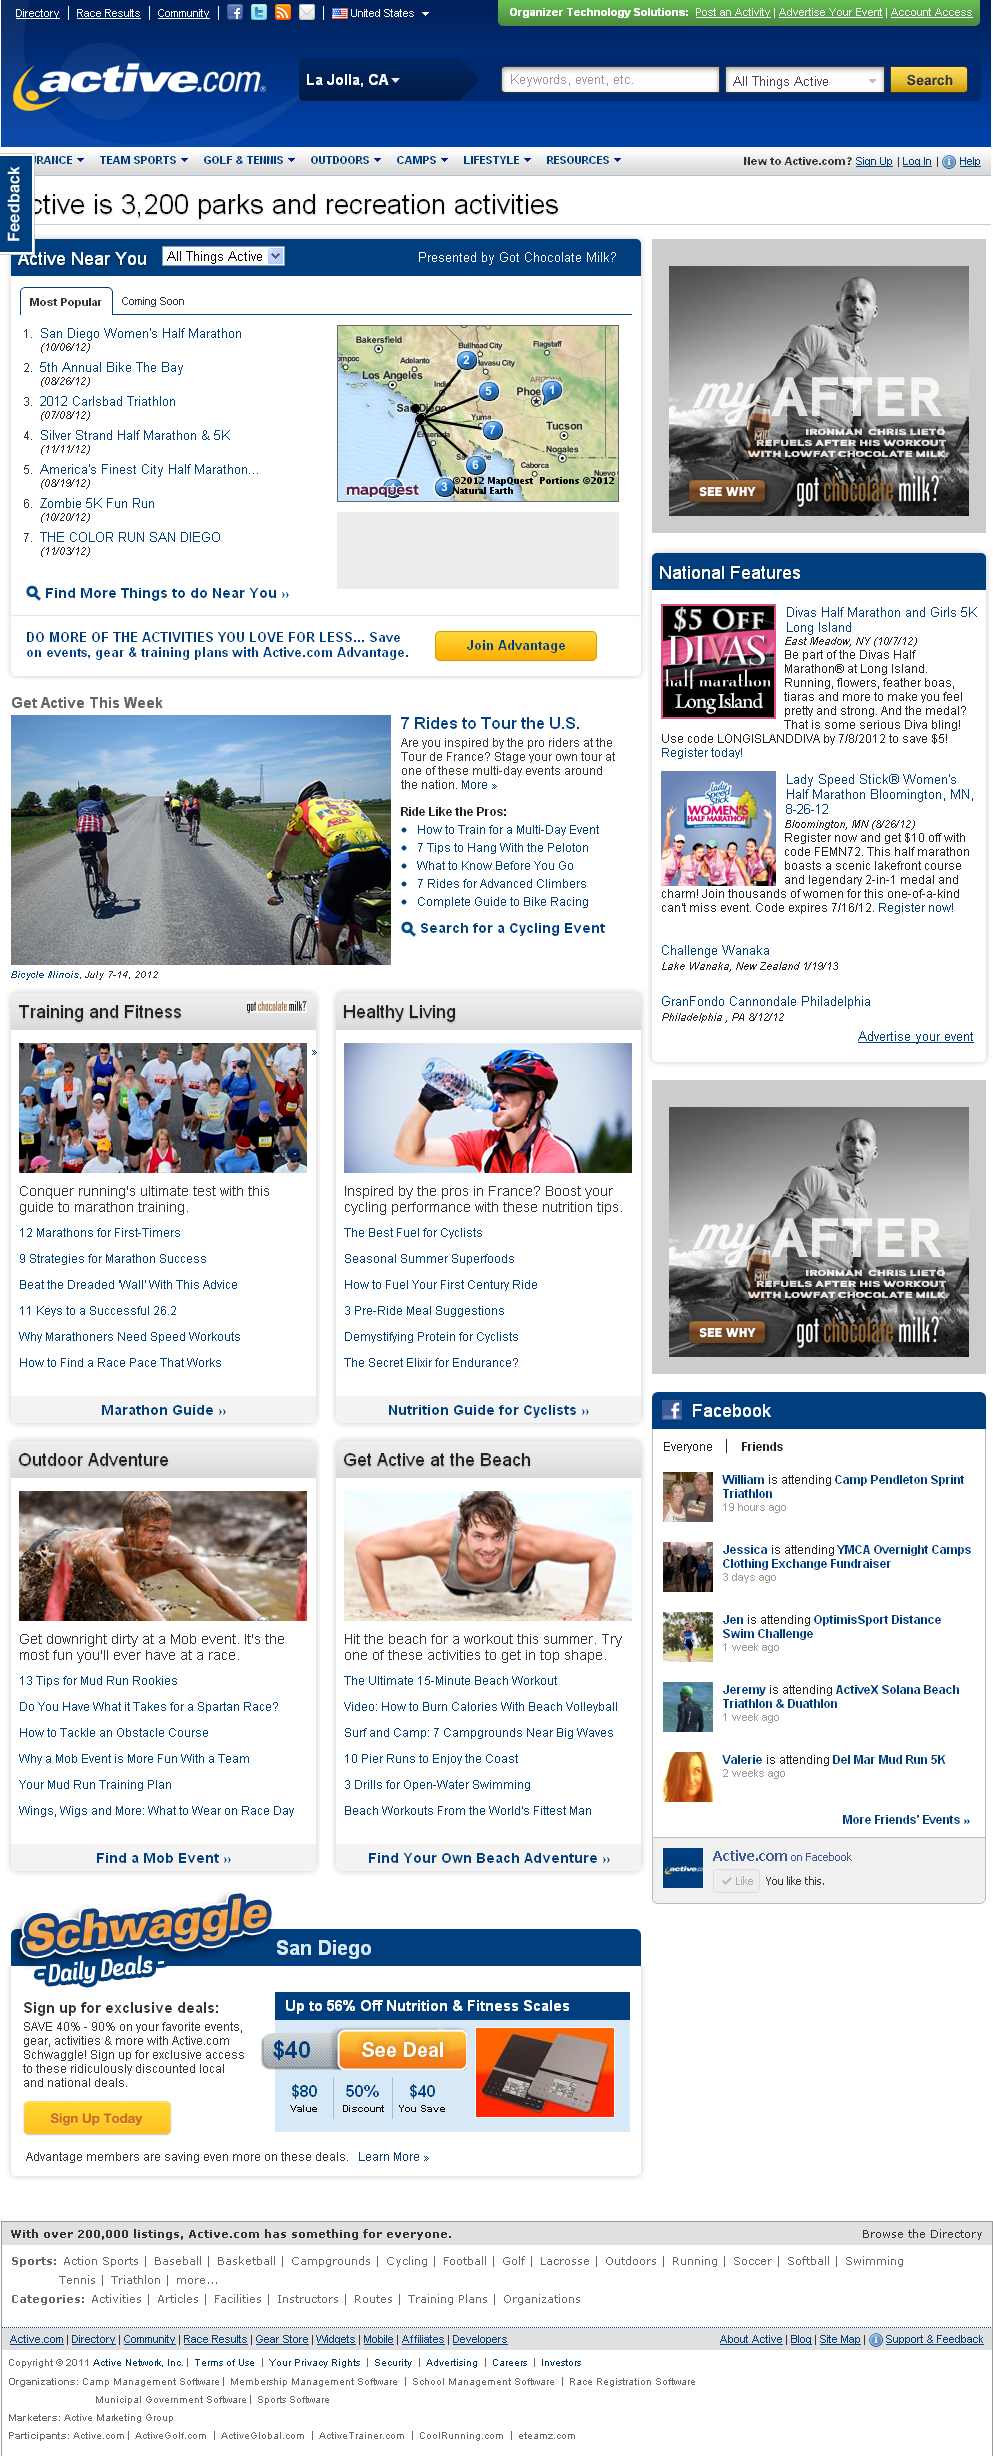 Directory | Race Results | Community | United States
Organizer Technology Solutions: Post an Activity | Advertise Your Event | Account Access
active.com®
La Jolla, CA
Keywords, event, etc.
All Things Active
Search
RANCE TEAM SPORTS GOLF & TENNIS OUTDOORS CAMPS LIFESTYLE RESOURCES
New to Active.com? Sign Up | Log In | Help
Feedback
ctive is 3,200 parks and recreation activities
Active Near You
All Things Active
Presented by Got Chocolate Milk?
Most Popular
Coming Soon
1. San Diego Women's Half Marathon
(10/06/12)
2. 5th Annual Bike The Bay
(08/26/12)
3. 2012 Carlsbad Triathlon
(07/08/12)
4. Silver Strand Half Marathon & 5K
(11/11/12)
5. America's Finest City Half Marathon...
(08/19/12)
6. Zombie 5K Fun Run
(10/20/12)
7. THE COLOR RUN SAN DIEGO
(11/03/12)
Find More Things to do Near You ››
Bakersfield
Bullhead City
Flagstaff
mpoc
Adelanto
Havasu City
Los Angeles
Indio
ARIZONA
Phoe
San Diego
Yuma
Ensenada
Tucson
Nogales
Caborca
Nuevo
2
5
1
7
6
3
mapquest
©2012 MapQuest Portions ©2012
Natural Earth
DO MORE OF THE ACTIVITIES YOU LOVE FOR LESS... Save
on events, gear & training plans with Active.com Advantage.
Join Advantage
Get Active This Week
7 Rides to Tour the U.S.
Are you inspired by the pro riders at the
Tour de France? Stage your own tour at
one of these multi-day events around
the nation. More »
Ride Like the Pros:
• How to Train for a Multi-Day Event
• 7 Tips to Hang With the Peloton
• What to Know Before You Go
• 7 Rides for Advanced Climbers
• Complete Guide to Bike Racing
Search for a Cycling Event
Bicycle Illinois, July 7-14, 2012
Training and Fitness
got chocolate milk?
»
Conquer running's ultimate test with this
guide to marathon training.
12 Marathons for First-Timers
9 Strategies for Marathon Success
Beat the Dreaded 'Wall' With This Advice
11 Keys to a Successful 26.2
Why Marathoners Need Speed Workouts
How to Find a Race Pace That Works
Marathon Guide ››
Healthy Living
Inspired by the pros in France? Boost your
cycling performance with these nutrition tips.
The Best Fuel for Cyclists
Seasonal Summer Superfoods
How to Fuel Your First Century Ride
3 Pre-Ride Meal Suggestions
Demystifying Protein for Cyclists
The Secret Elixir for Endurance?
Nutrition Guide for Cyclists ››
Outdoor Adventure
Get downright dirty at a Mob event. It's the
most fun you'll ever have at a race.
13 Tips for Mud Run Rookies
Do You Have What it Takes for a Spartan Race?
How to Tackle an Obstacle Course
Why a Mob Event is More Fun With a Team
Your Mud Run Training Plan
Wings, Wigs and More: What to Wear on Race Day
Find a Mob Event ››
Get Active at the Beach
Hit the beach for a workout this summer. Try
one of these activities to get in top shape.
The Ultimate 15-Minute Beach Workout
Video: How to Burn Calories With Beach Volleyball
Surf and Camp: 7 Campgrounds Near Big Waves
10 Pier Runs to Enjoy the Coast
3 Drills for Open-Water Swimming
Beach Workouts From the World's Fittest Man
Find Your Own Beach Adventure ››
Schwaggle
-Daily Deals-
San Diego
Sign up for exclusive deals:
SAVE 40% - 90% on your favorite events,
gear, activities & more with Active.com
Schwaggle! Sign up for exclusive access
to these ridiculously discounted local
and national deals.
Sign Up Today
Up to 56% Off Nutrition & Fitness Scales
$40
See Deal
$80 50% $40
Value Discount You Save
Advantage members are saving even more on these deals. Learn More »
my AFTER
IRONMAN CHRIS LIETO
REFUELS AFTER HIS WORKOUT
WITH LOWFAT CHOCOLATE MILK.
SEE WHY
got chocolate milk?
National Features
$5 OFF
DIVAS
half marathon
Long Island
Divas Half Marathon and Girls 5K
Long Island
East Meadow, NY (10/7/12)
Be part of the Divas Half
Marathon® at Long Island.
Running, flowers, feather boas,
tiaras and more to make you feel
pretty and strong. And the medal?
That is some serious Diva bling!
Use code LONGISLANDDIVA by 7/8/2012 to save $5!
Register today!
Lady Speed Stick
WOMEN'S
HALF MARATHON
Lady Speed Stick® Women's
Half Marathon Bloomington, MN,
8-26-12
Bloomington, MN (8/26/12)
Register now and get $10 off with
code FEMN72. This half marathon
boasts a scenic lakefront course
and legendary 2-in-1 medal and
charm! Join thousands of women for this one-of-a-kind
can't miss event. Code expires 7/16/12. Register now!
Challenge Wanaka
Lake Wanaka, New Zealand 1/19/13
GranFondo Cannondale Philadelphia
Philadelphia , PA 8/12/12
Advertise your event
my AFTER
IRONMAN CHRIS LIETO
REFUELS AFTER HIS WORKOUT
WITH LOWFAT CHOCOLATE MILK.
SEE WHY
got chocolate milk?
Facebook
Everyone | Friends
William is attending Camp Pendleton Sprint
Triathlon
19 hours ago
Jessica is attending YMCA Overnight Camps
Clothing Exchange Fundraiser
3 days ago
Jen is attending OptimisSport Distance
Swim Challenge
1 week ago
Jeremy is attending ActiveX Solana Beach
Triathlon & Duathlon
1 week ago
Valerie is attending Del Mar Mud Run 5K
2 weeks ago
More Friends' Events »
Active.com on Facebook
Like You like this.
With over 200,000 listings, Active.com has something for everyone.
Browse the Directory
Sports: Action Sports | Baseball | Basketball | Campgrounds | Cycling | Football | Golf | Lacrosse | Outdoors | Running | Soccer | Softball | Swimming
Tennis | Triathlon | more...
Categories: Activities | Articles | Facilities | Instructors | Routes | Training Plans | Organizations
Active.com | Directory | Community | Race Results | Gear Store | Widgets | Mobile | Affiliates | Developers
About Active | Blog | Site Map | Support & Feedback
Copyright © 2011 Active Network, Inc. | Terms of Use | Your Privacy Rights | Security | Advertising | Careers | Investors
Organizations: Camp Management Software | Membership Management Software | School Management Software | Race Registration Software
Municipal Government Software | Sports Software
Marketers: Active Marketing Group
Participants: Active.com | ActiveGolf.com | ActiveGlobal.com | ActiveTrainer.com | CoolRunning.com | eteamz.com